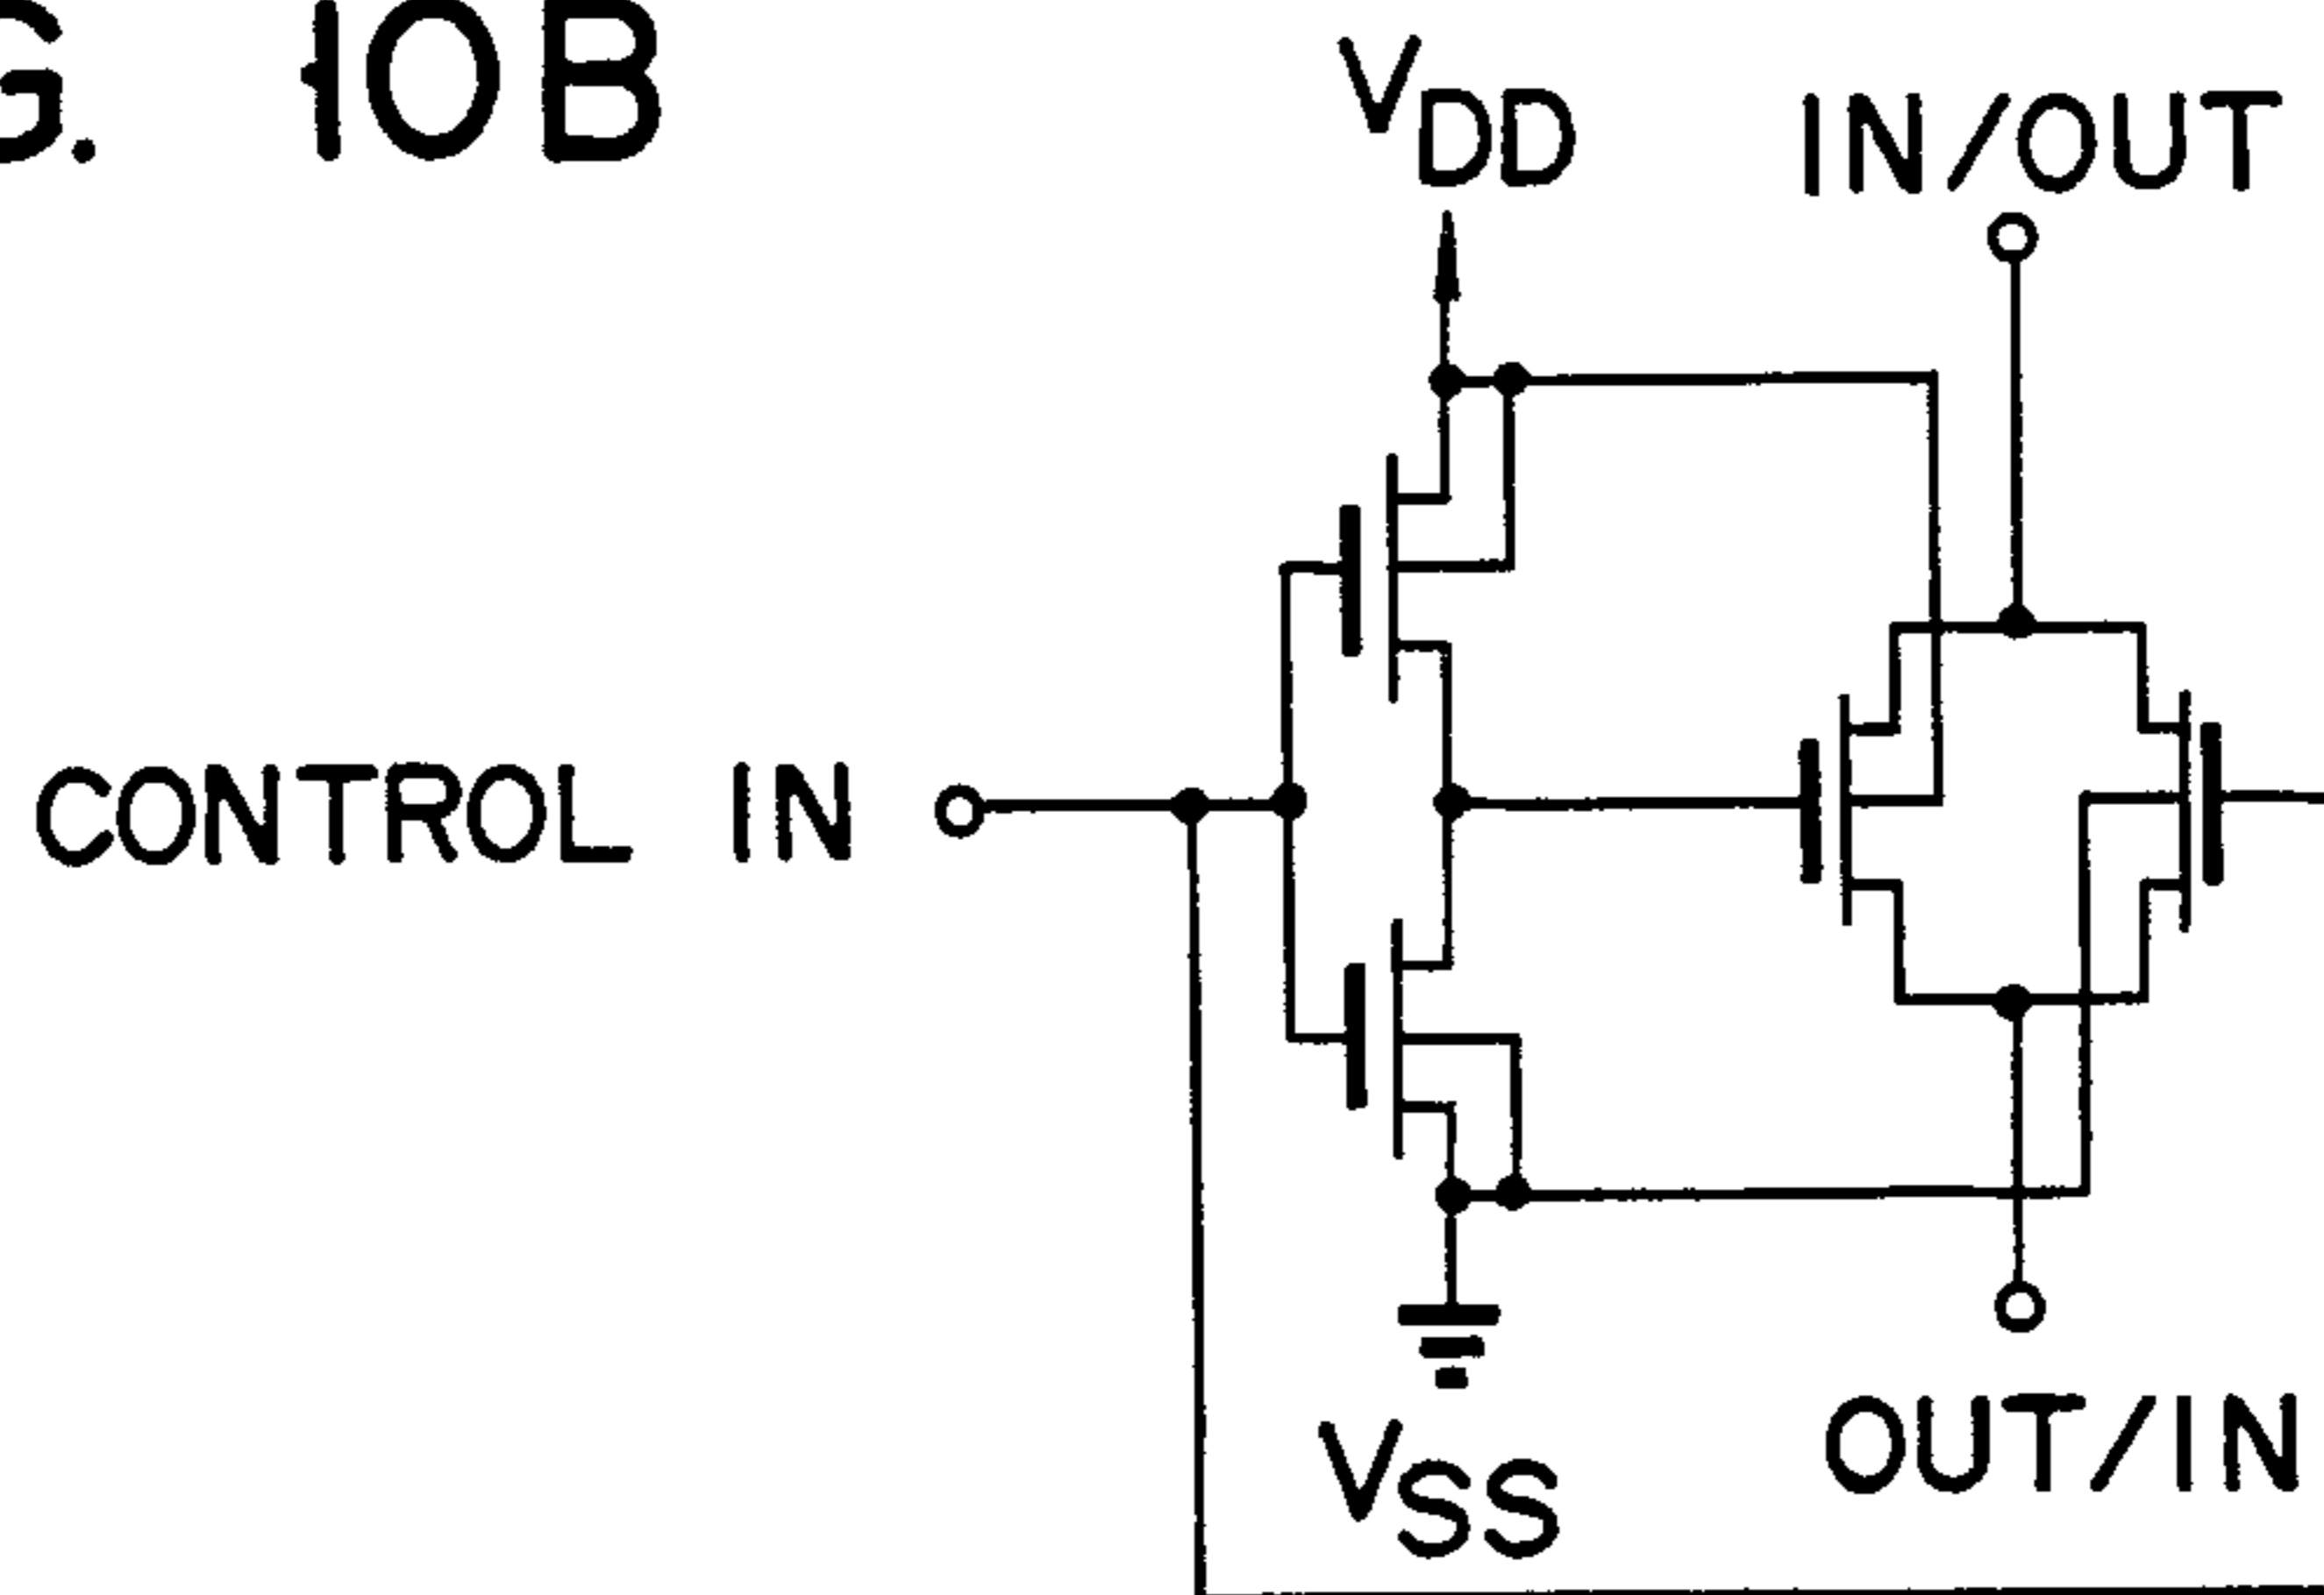 G. 10B
VDD
IN/OUT
CONTROL IN
OUT/IN
VSS